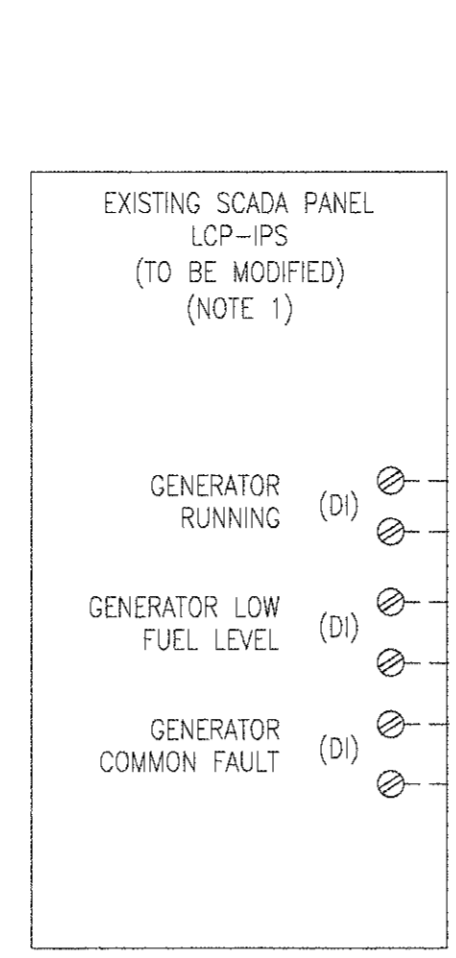 EXISTING SCADA PANEL
LCP-IPS
(TO BE MODIFIED)
(NOTE 1)
GENERATOR
RUNNING
(DI)
GENERATOR LOW
FUEL LEVEL
(DI)
GENERATOR
COMMON FAULT
(DI)